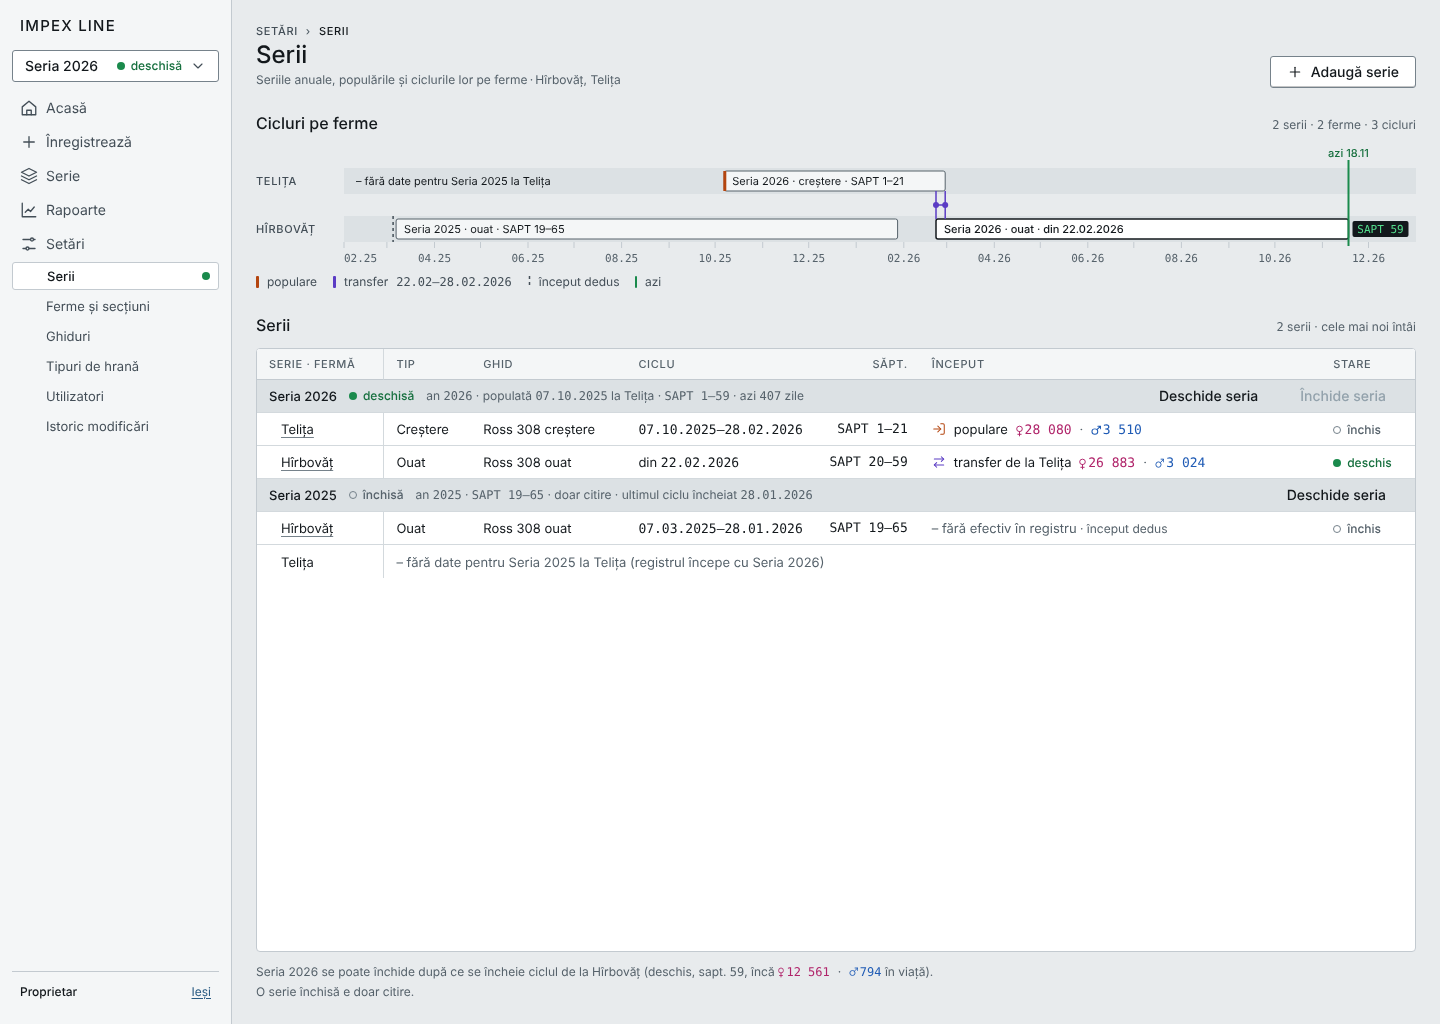 IMPEX LINE
Seria 2026 deschisă
Acasă
Înregistrează
Serie
Rapoarte
Setări
Serii
Ferme și secțiuni
Ghiduri
Tipuri de hrană
Utilizatori
Istoric modificări
Proprietar Ieși
SETĂRI › SERII
Serii
Seriile anuale, populările și ciclurile lor pe ferme · Hîrbovăț, Telița
+ Adaugă serie
Cicluri pe ferme
2 serii · 2 ferme · 3 cicluri
azi 18.11
TELIȚA – fără date pentru Seria 2025 la Telița Seria 2026 · creștere · SAPT 1–21
HÎRBOVĂȚ Seria 2025 · ouat · SAPT 19–65 Seria 2026 · ouat · din 22.02.2026 SAPT 59
02.25 04.25 06.25 08.25 10.25 12.25 02.26 04.26 06.26 08.26 10.26 12.26
populare transfer 22.02–28.02.2026 început dedus azi
Serii
2 serii · cele mai noi întâi
SERIE · FERMĂ TIP GHID CICLU SĂPT. ÎNCEPUT STARE
Seria 2026 deschisă an 2026 · populată 07.10.2025 la Telița · SAPT 1–59 · azi 407 zile Deschide seria Închide seria
Telița Creștere Ross 308 creștere 07.10.2025–28.02.2026 SAPT 1–21 populare ♀28 080 · ♂3 510 închis
Hîrbovăț Ouat Ross 308 ouat din 22.02.2026 SAPT 20–59 transfer de la Telița ♀26 883 · ♂3 024 deschis
Seria 2025 închisă an 2025 · SAPT 19–65 · doar citire · ultimul ciclu încheiat 28.01.2026 Deschide seria
Hîrbovăț Ouat Ross 308 ouat 07.03.2025–28.01.2026 SAPT 19–65 – fără efectiv în registru · început dedus închis
Telița – fără date pentru Seria 2025 la Telița (registrul începe cu Seria 2026)
Seria 2026 se poate închide după ce se încheie ciclul de la Hîrbovăț (deschis, sapt. 59, încă ♀12 561 · ♂794 în viață).
O serie închisă e doar citire.